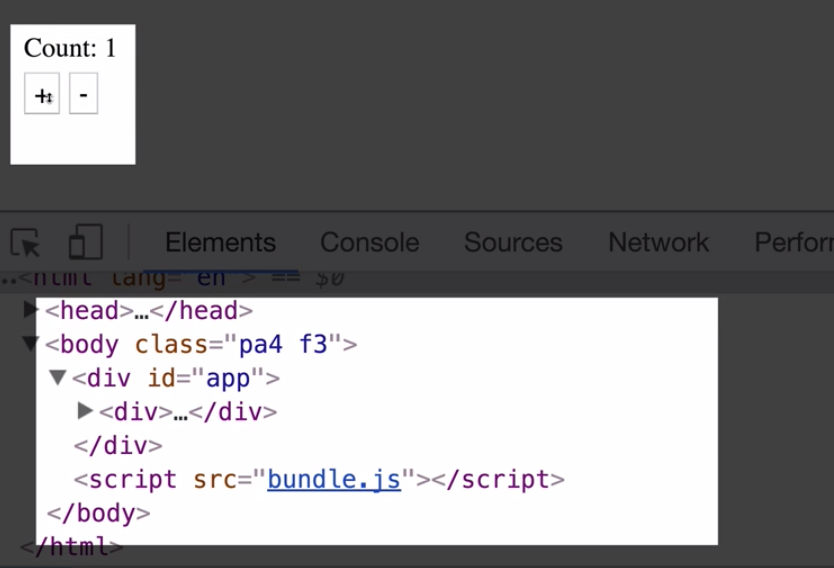 Count: 1
+ -
Elements Console Sources Network Perfor
..<html lang="en"> == $0
<head>…</head>
<body class="pa4 f3">
<div id="app">
<div>…</div>
</div>
<script src="bundle.js"></script>
</body>
</html>